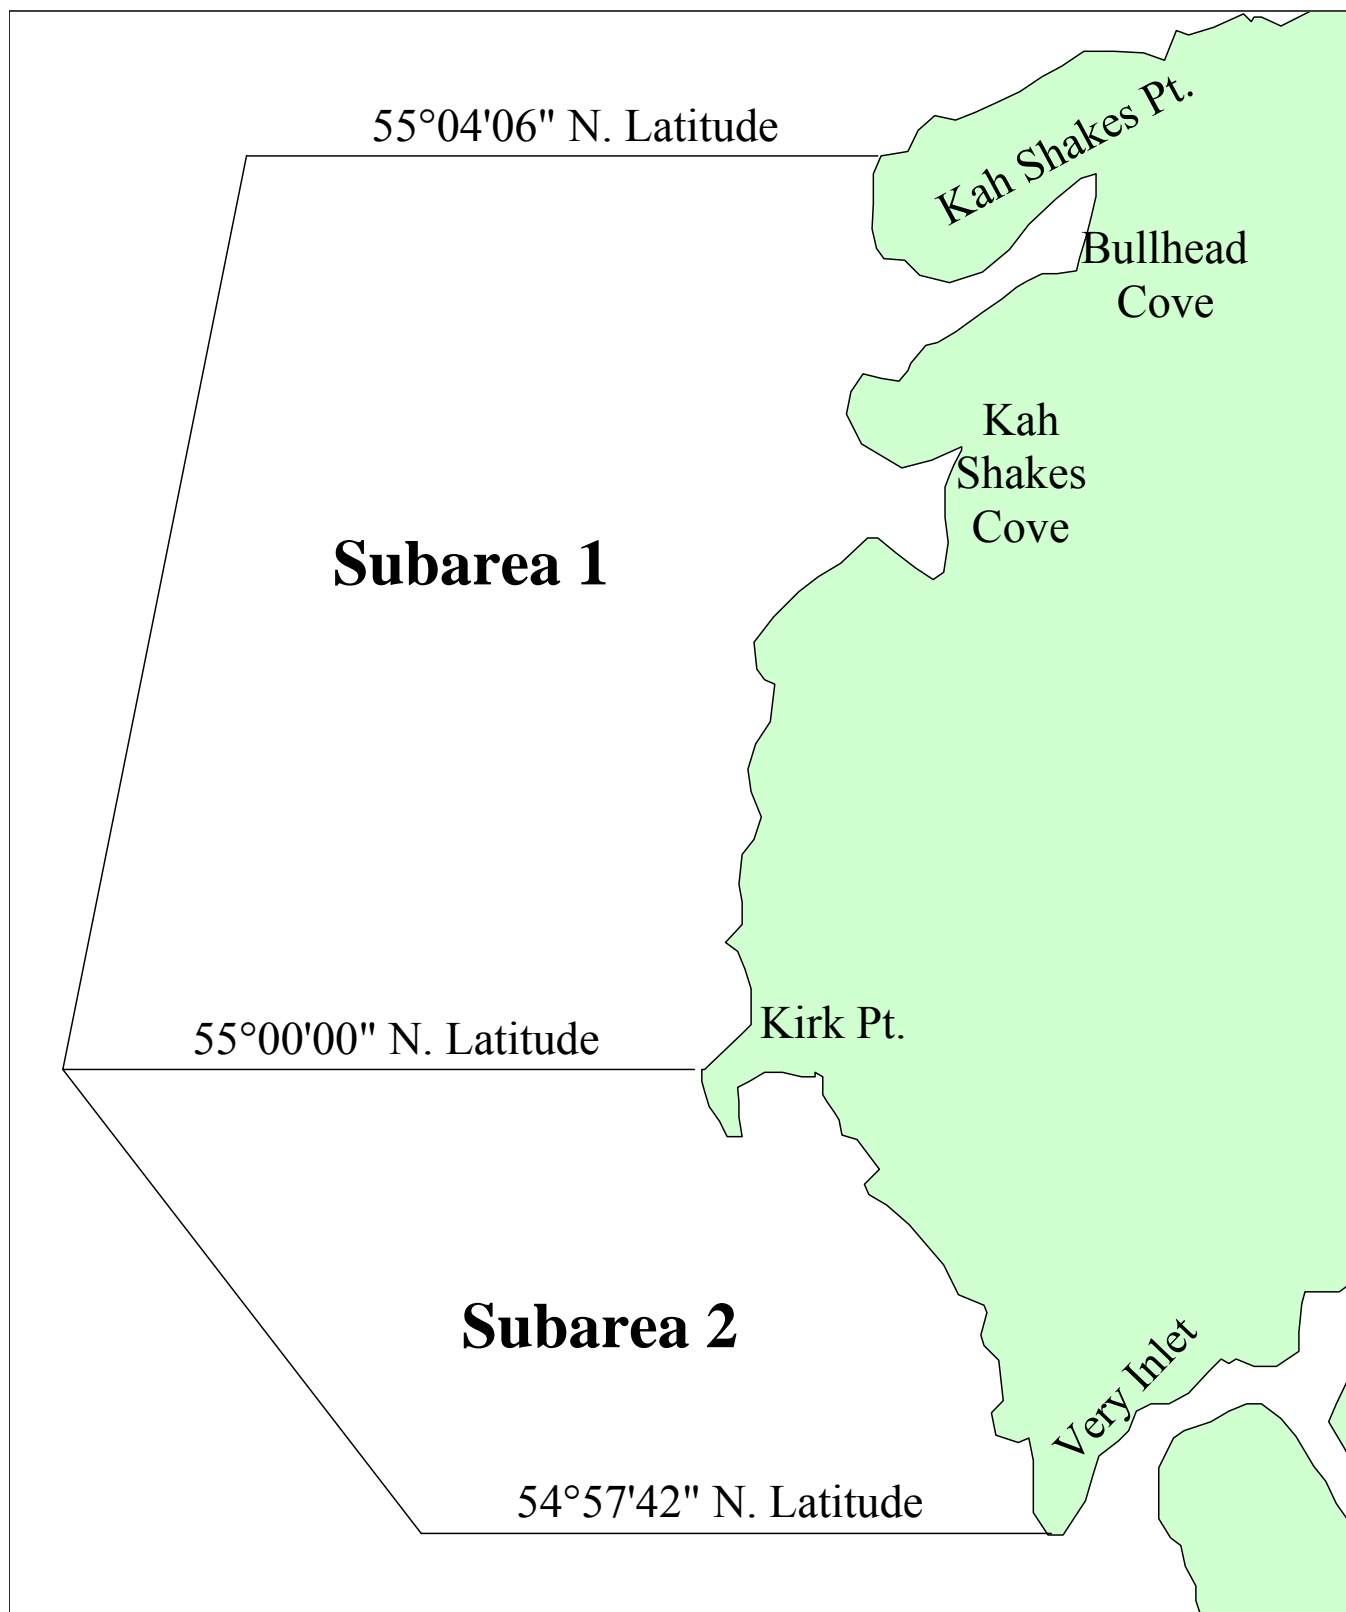 55°04'06" N. Latitude
Kah Shakes Pt.
Bullhead
Cove
Kah
Shakes
Cove
Subarea 1
55°00'00" N. Latitude
Kirk Pt.
Subarea 2
Very Inlet
54°57'42" N. Latitude